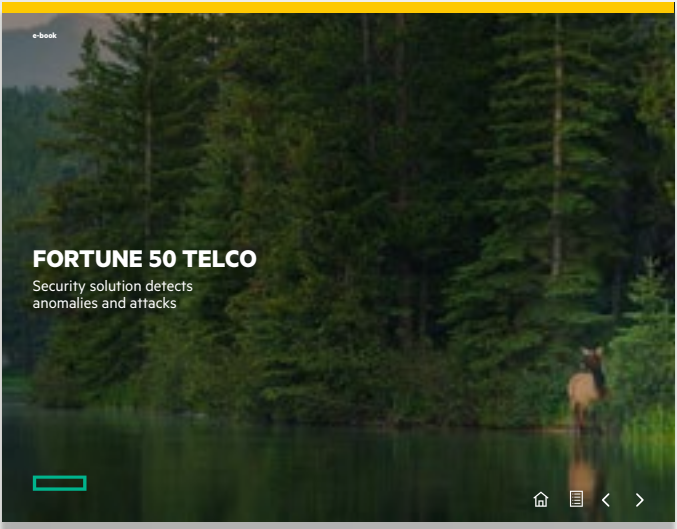 e-book
FORTUNE 50 TELCO
Security solution detects
anomalies and attacks